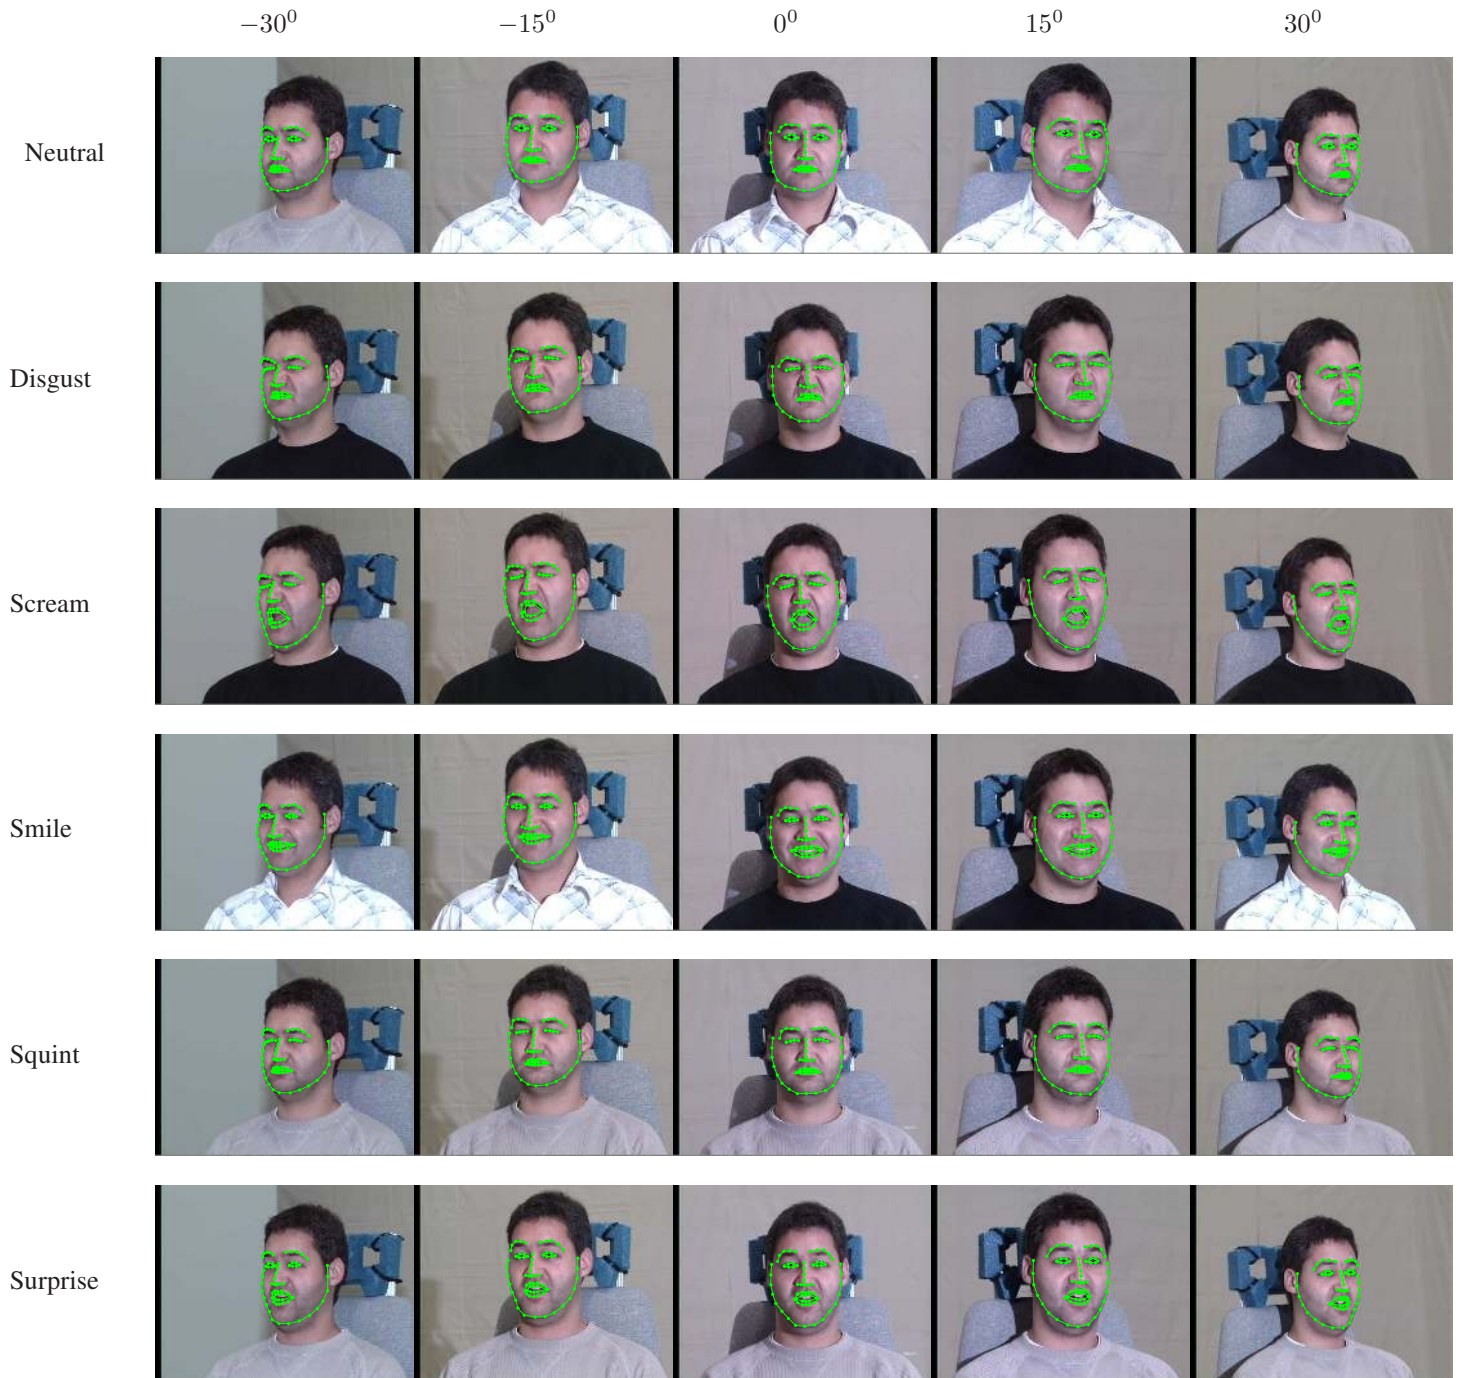 −30⁰ −15⁰ 0⁰ 15⁰ 30⁰
Neutral
Disgust
Scream
Smile
Squint
Surprise